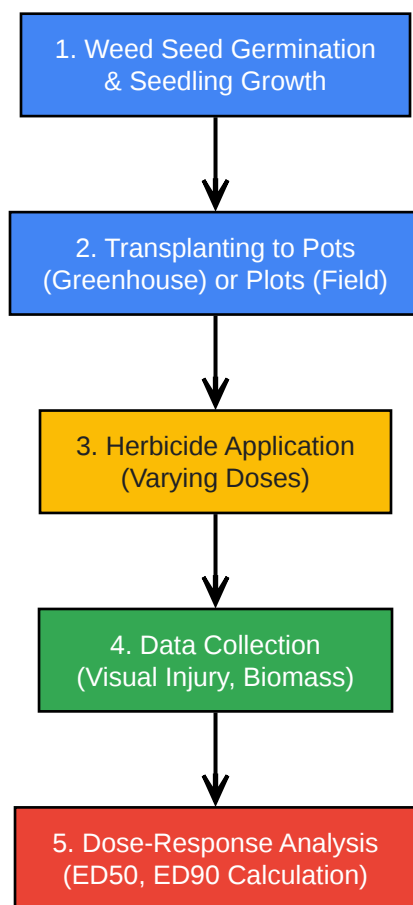 1. Weed Seed Germination
& Seedling Growth
2. Transplanting to Pots
(Greenhouse) or Plots (Field)
3. Herbicide Application
(Varying Doses)
4. Data Collection
(Visual Injury, Biomass)
5. Dose-Response Analysis
(ED50, ED90 Calculation)